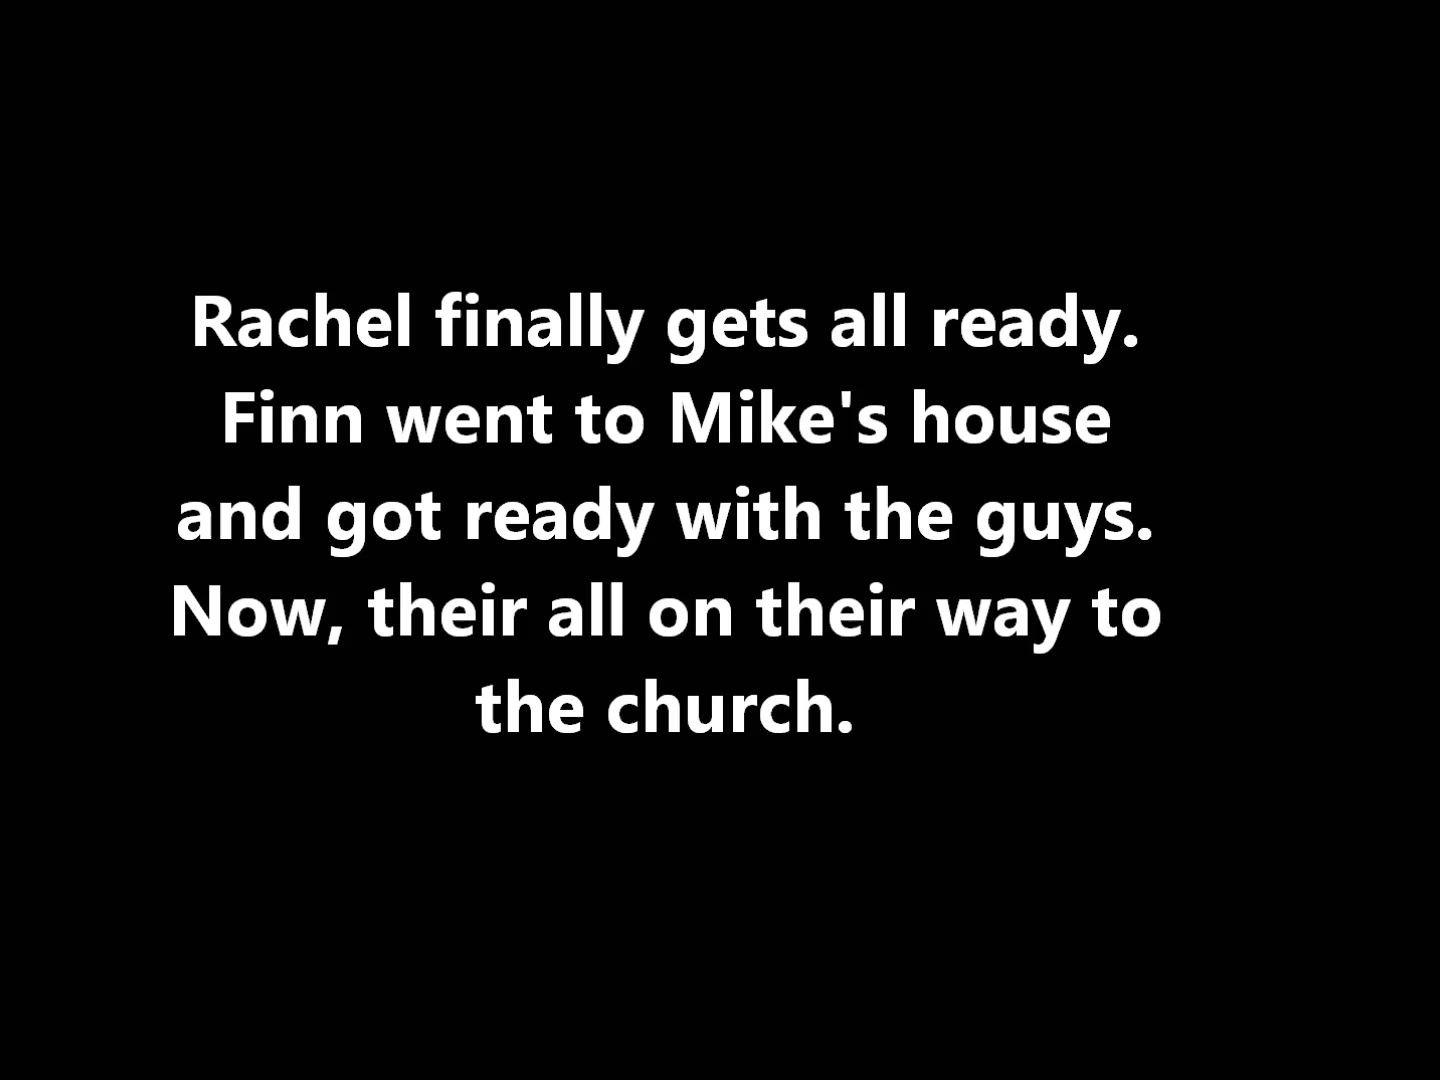 Rachel finally gets all ready.
Finn went to Mike's house
and got ready with the guys.
Now, their all on their way to
the church.